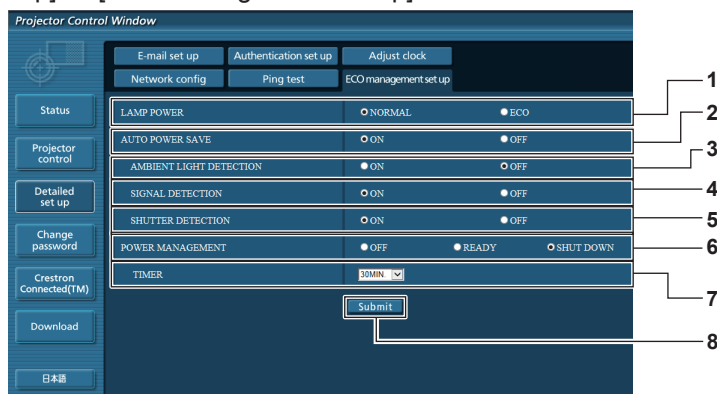 Projector Control Window
E-mail set up Authentication set up Adjust clock
Network config Ping test ECO management set up
Status
Projector control
Detailed set up
Change password
Crestron Connected(TM)
Download
日本語
LAMP POWER NORMAL ECO 1
AUTO POWER SAVE ON OFF 2
AMBIENT LIGHT DETECTION ON OFF 3
SIGNAL DETECTION ON OFF 4
SHUTTER DETECTION ON OFF 5
POWER MANAGEMENT OFF READY SHUT DOWN 6
TIMER 30MIN. 7
Submit 8